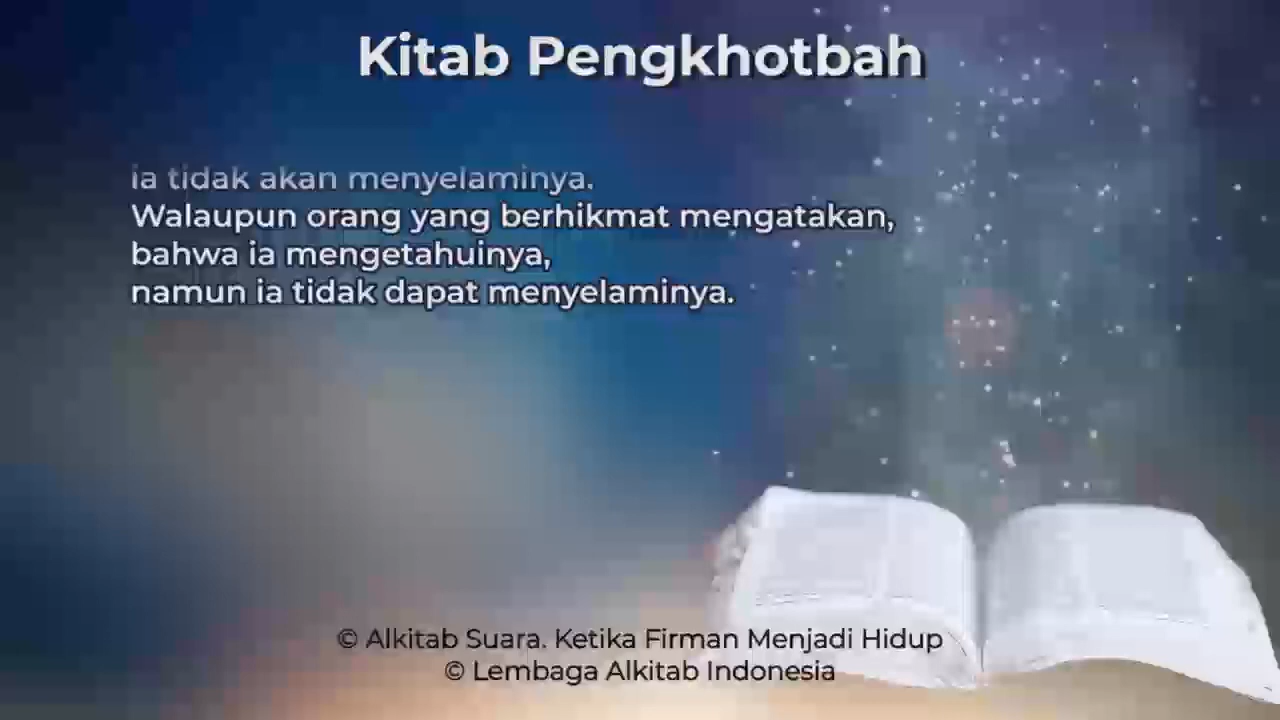 Kitab Pengkhotbah
ia tidak akan menyelaminya.
Walaupun orang yang berhikmat mengatakan,
bahwa ia mengetahuinya,
namun ia tidak dapat menyelaminya.
© Alkitab Suara. Ketika Firman Menjadi Hidup
© Lembaga Alkitab Indonesia